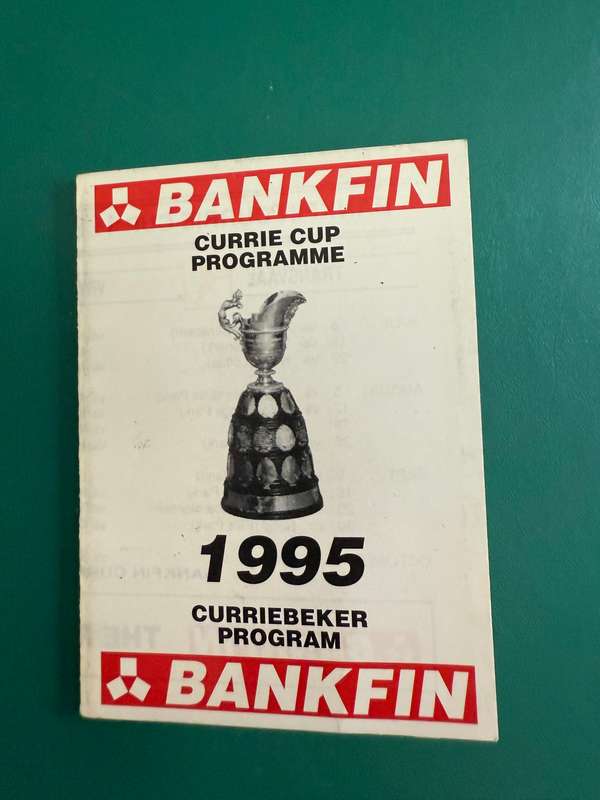 BANKFIN
CURRIE CUP
PROGRAMME
1995
CURRIEBEKER
PROGRAM
BANKFIN